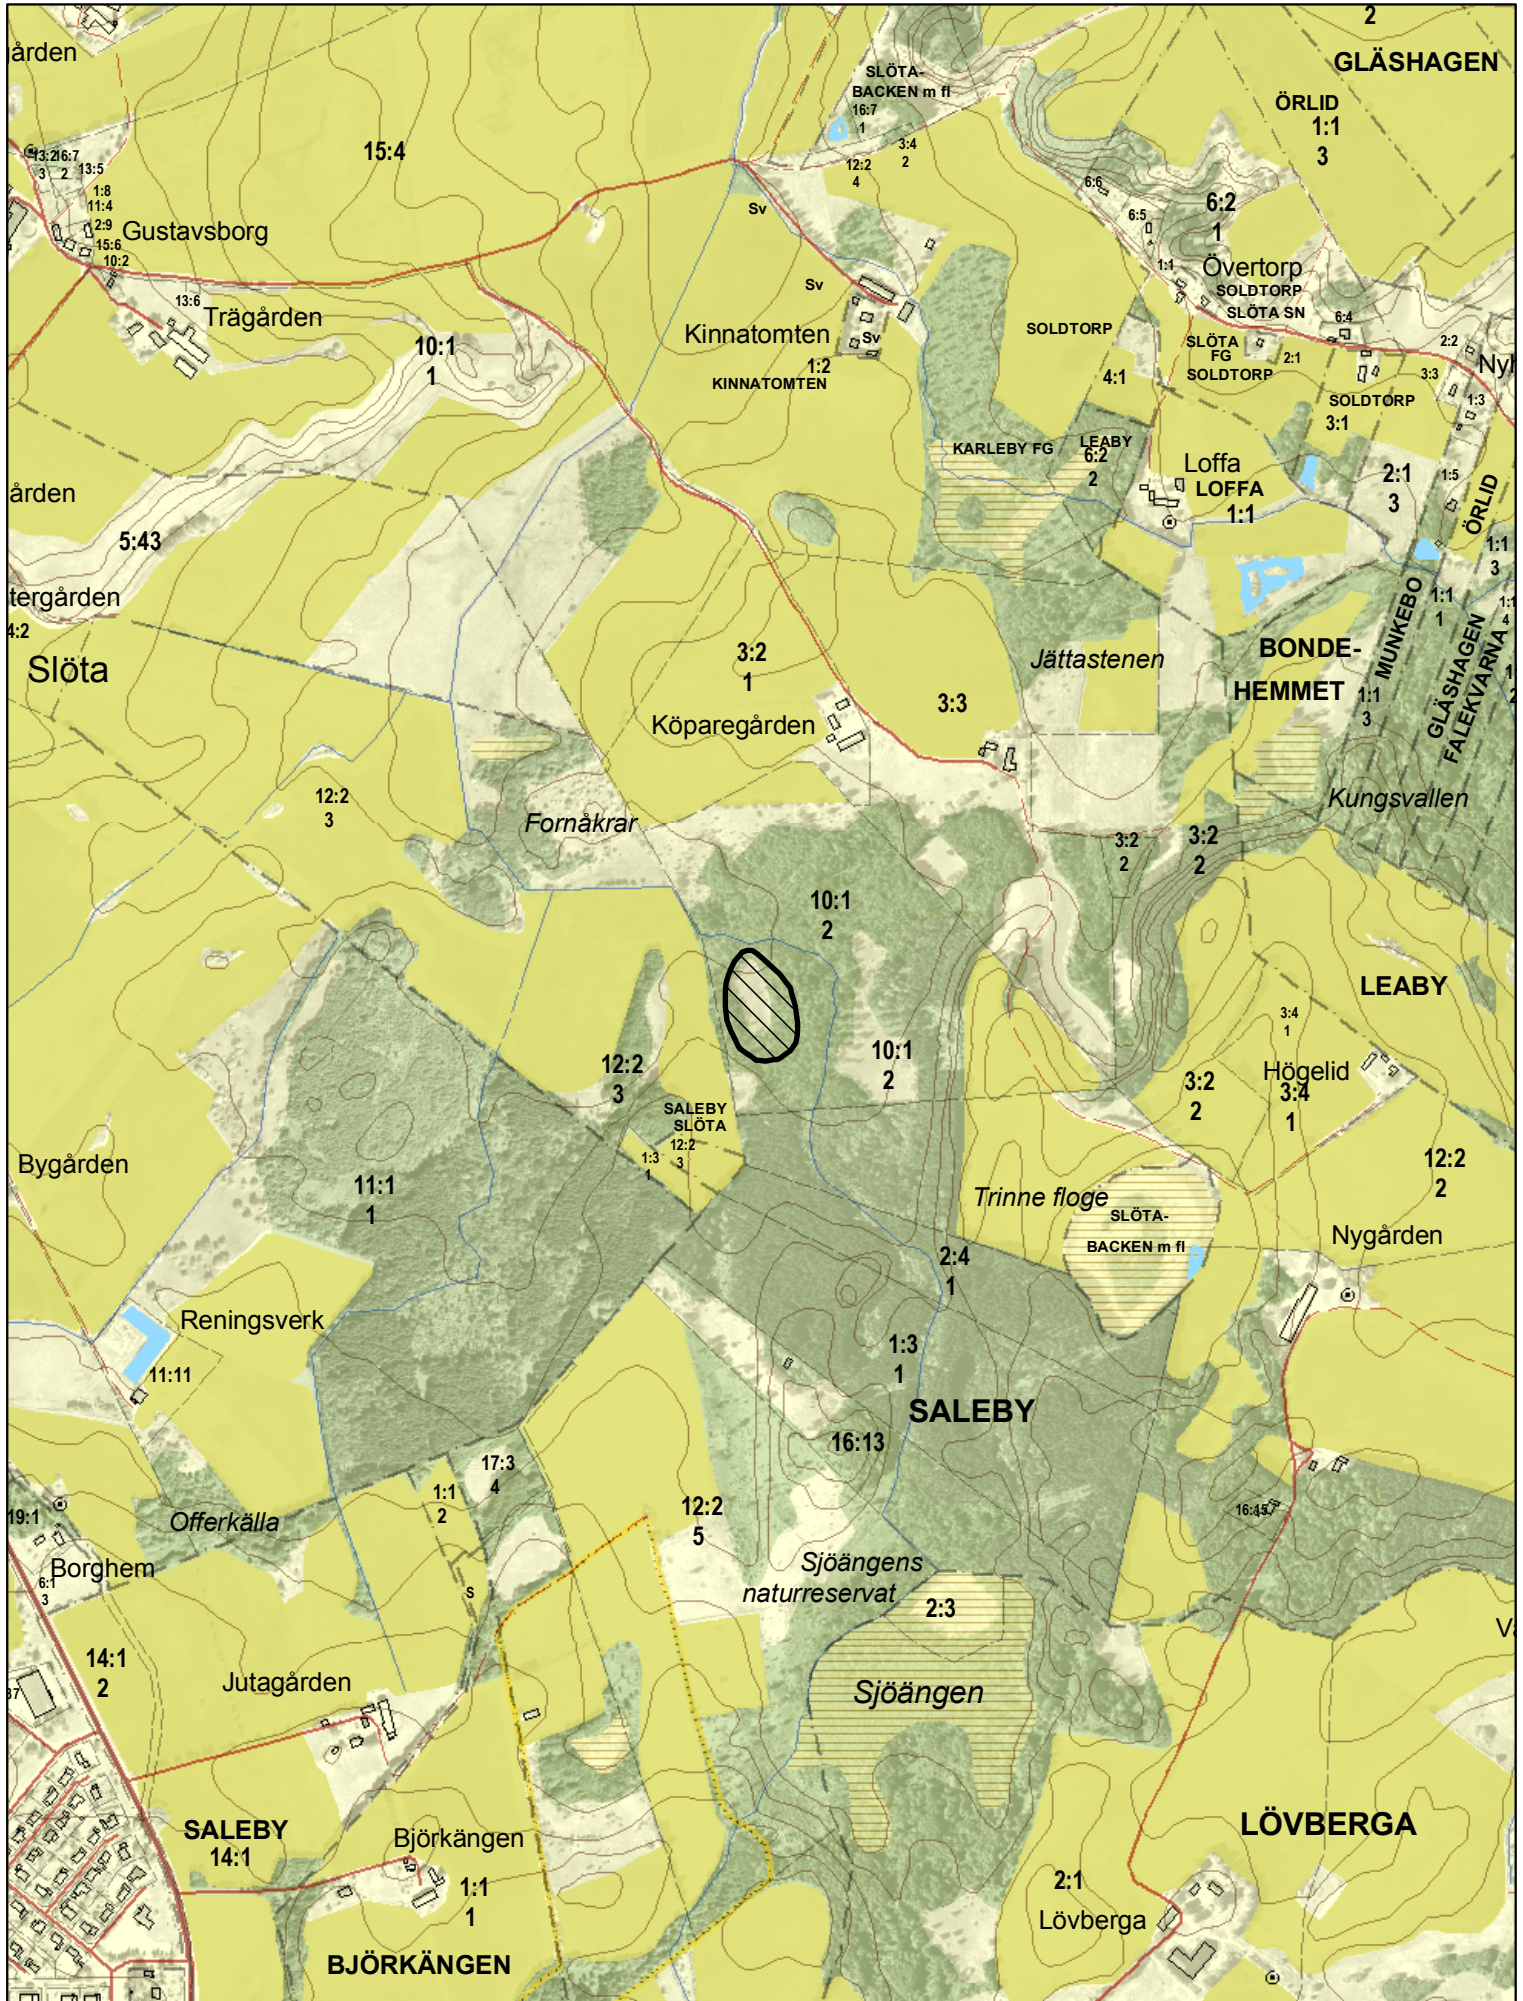 2
GLÄSHAGEN
gården
SLÖTA-
BACKEN m fl
16:7
1
ÖRLID
1:1
3
15:4
3:4
2
12:2
4
13:2
3
16:7
2
13:5
1:8
11:4
2:9
15:6
10:2
Gustavsborg
6:6
6:2
1
6:5
Sv
1:1
Övertorp
SOLDTORP
SLÖTA SN
Sv
13:6
Trägården
Kinnatomten
Sv
1:2
KINNATOMTEN
SOLDTORP
6:4
SLÖTA
FG
SOLDTORP
2:1
2:2
10:1
1
4:1
3:3
1:3
SOLDTORP
3:1
KARLEBY FG
LEABY
6:2
2
Loffa
LOFFA
1:1
2:1
3
1:5
ÖRLID
ården
5:43
1:1
3
tergården
4:2
1:1
1
1:1
4
Slöta
3:2
1
Jättastenen
BONDE-
HEMMET
MUNKEBO
1:1
3
GLÄSHAGEN
FALEKVARNA
Köparegården
3:3
12:2
3
Fornåkrar
Kungsvallen
3:2
2
3:2
2
10:1
2
LEABY
3:4
1
10:1
2
12:2
3
3:2
2
Högelid
3:4
1
SALEBY
SLÖTA
12:2
3
1:3
1
Bygården
12:2
2
11:1
1
Trinne floge
SLÖTA-
BACKEN m fl
Nygården
2:4
1
Reningsverk
11:11
1:3
1
SALEBY
16:13
17:3
4
1:1
2
12:2
5
16:15
19:1
Offerkälla
Borghem
6:1
3
Sjöängens
naturreservat
S
2:3
14:1
2
Jutagården
Sjöängen
SALEBY
14:1
Björkängen
LÖVBERGA
1:1
1
2:1
Lövberga
BJÖRKÄNGEN